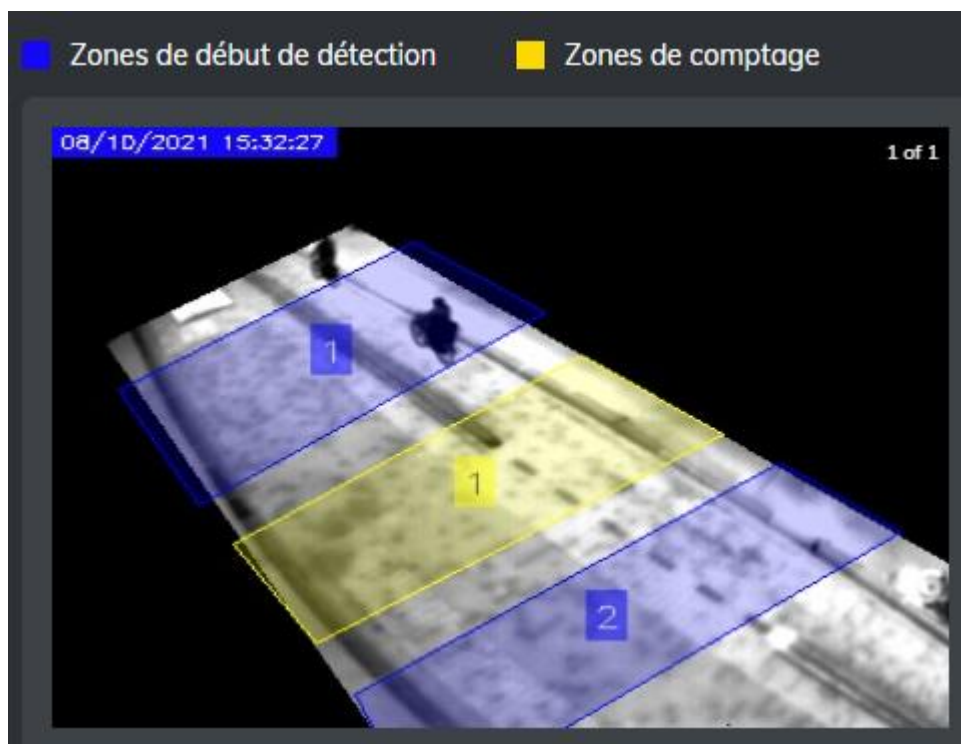 Zones de début de détection
Zones de comptage
08/10/2021 15:32:27
1 of 1
1
1
2